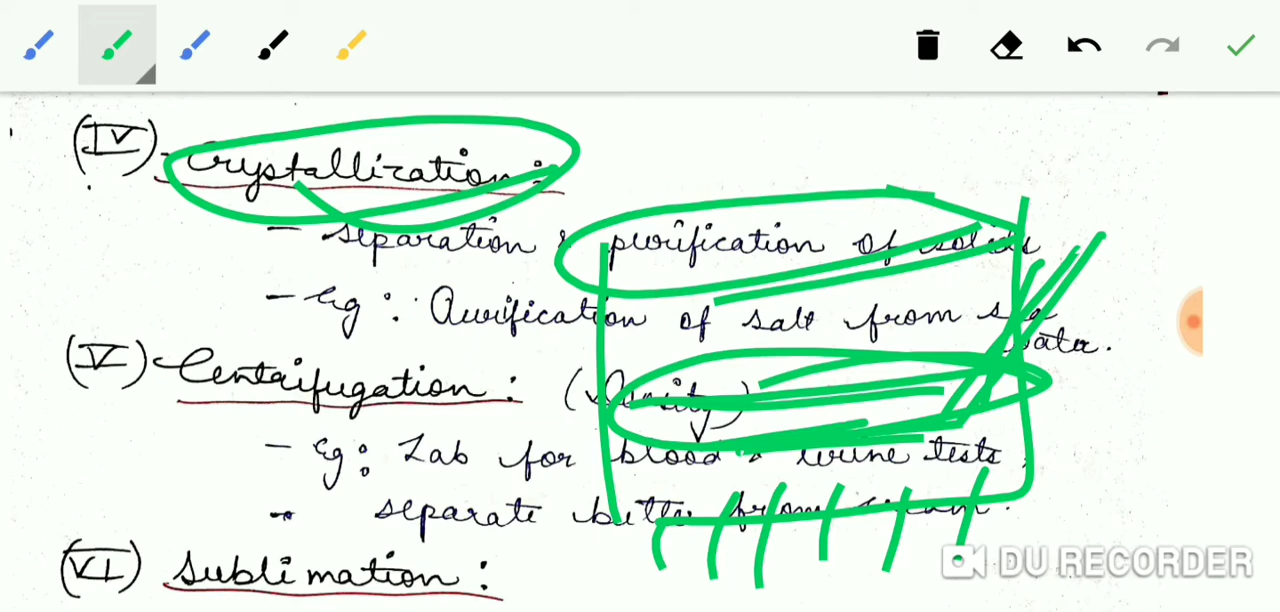 (IV) - Crystallization :
- separation & purification of solids
- Eg : Purification of salt from sea
water.
(V) - Centrifugation : (Density)
- Eg : Lab for blood & urine tests,
- separate butter from cream.
(VI) Sublimation :
DU RECORDER